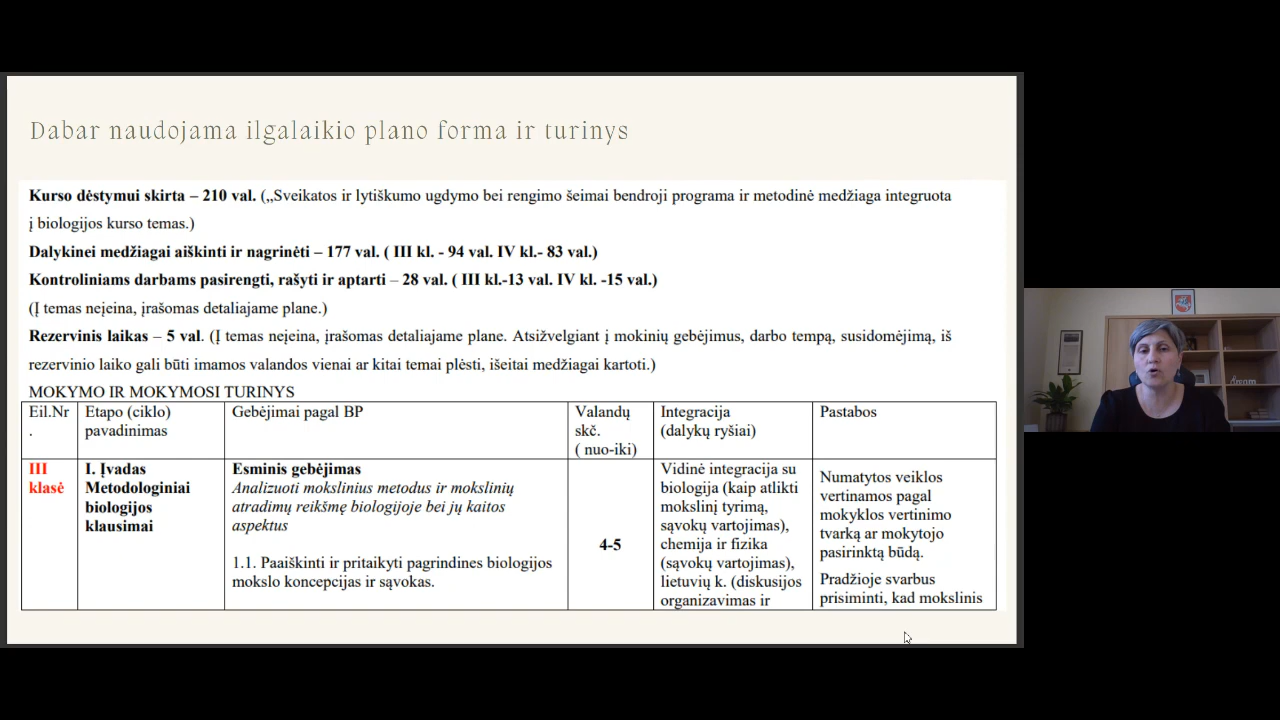 Dabar naudojama ilgalaikio plano forma ir turinys
Kurso dėstymui skirta – 210 val. („Sveikatos ir lytiškumo ugdymo bei rengimo šeimai bendroji programa ir metodinė medžiaga integruota
į biologijos kurso temas.)
Dalykinei medžiagai aiškinti ir nagrinėti – 177 val. ( III kl. - 94 val. IV kl.- 83 val.)
Kontroliniams darbams pasirengti, rašyti ir aptarti – 28 val. ( III kl.-13 val. IV kl. -15 val.)
(Į temas neįeina, įrašomas detaliajame plane.)
Rezervinis laikas – 5 val. (Į temas neįeina, įrašomas detaliajame plane. Atsižvelgiant į mokinių gebėjimus, darbo tempą, susidomėjimą, iš
rezervinio laiko gali būti imamos valandos vienai ar kitai temai plėsti, išeitai medžiagai kartoti.)
MOKYMO IR MOKYMOSI TURINYS
Eil.Nr
.
Etapo (ciklo)
pavadinimas
Gebėjimai pagal BP
Valandų
skč.
( nuo-iki)
Integracija
(dalykų ryšiai)
Pastabos
III
klasė
I. Įvadas
Metodologiniai
biologijos
klausimai
Esminis gebėjimas
Analizuoti mokslinius metodus ir mokslinių
atradimų reikšmę biologijoje bei jų kaitos
aspektus
1.1. Paaiškinti ir pritaikyti pagrindines biologijos
mokslo koncepcijas ir sąvokas.
4-5
Vidinė integracija su
biologija (kaip atlikti
mokslinį tyrimą,
sąvokų vartojimas),
chemija ir fizika
(sąvokų vartojimas),
lietuvių k. (diskusijos
organizavimas ir
Numatytos veiklos
vertinamos pagal
mokyklos vertinimo
tvarką ar mokytojo
pasirinktą būdą.
Pradžioje svarbus
prisiminti, kad mokslinis
dream